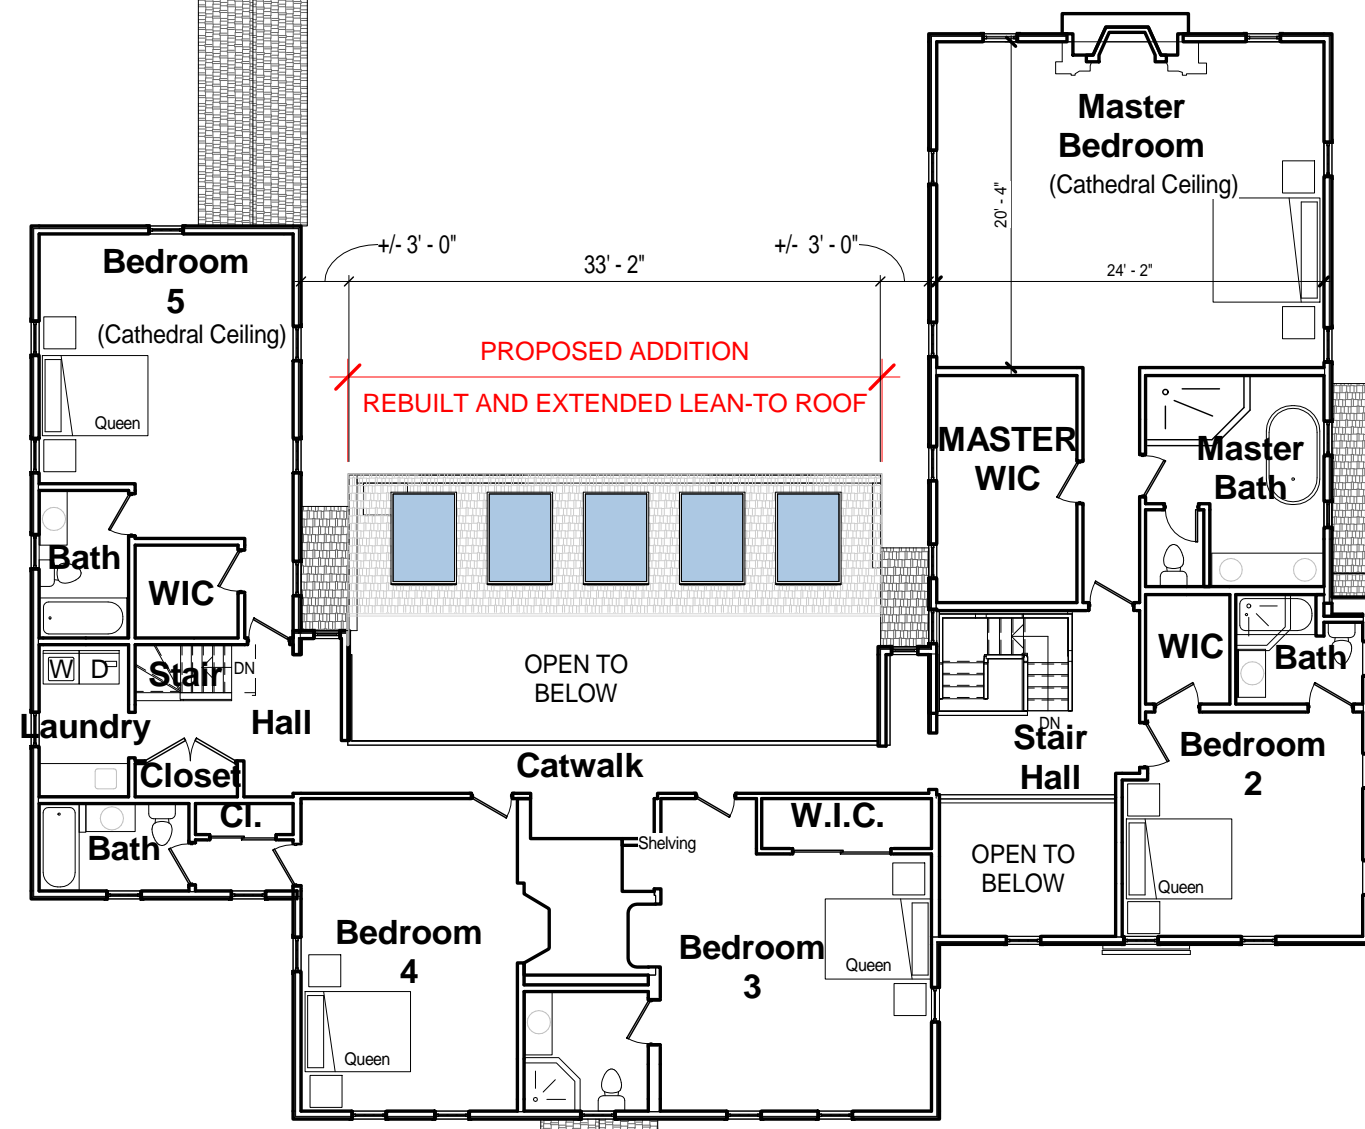 Master
Bedroom
(Cathedral Ceiling)
20' - 4"
+/- 3' - 0"
33' - 2"
+/-  3' - 0"
24' - 2"
Bedroom
5
(Cathedral Ceiling)
Queen
PROPOSED ADDITION
REBUILT AND EXTENDED LEAN-TO ROOF
MASTER
WIC
Master
Bath
Bath
WIC
OPEN TO
BELOW
WIC
Bath
W D
Stair
DN
Laundry
Hall
Closet
Catwalk
DN
Stair
Hall
Bedroom
2
Queen
Cl.
Bath
Shelving
W.I.C.
OPEN TO
BELOW
Bedroom
4
Queen
Bedroom
3
Queen